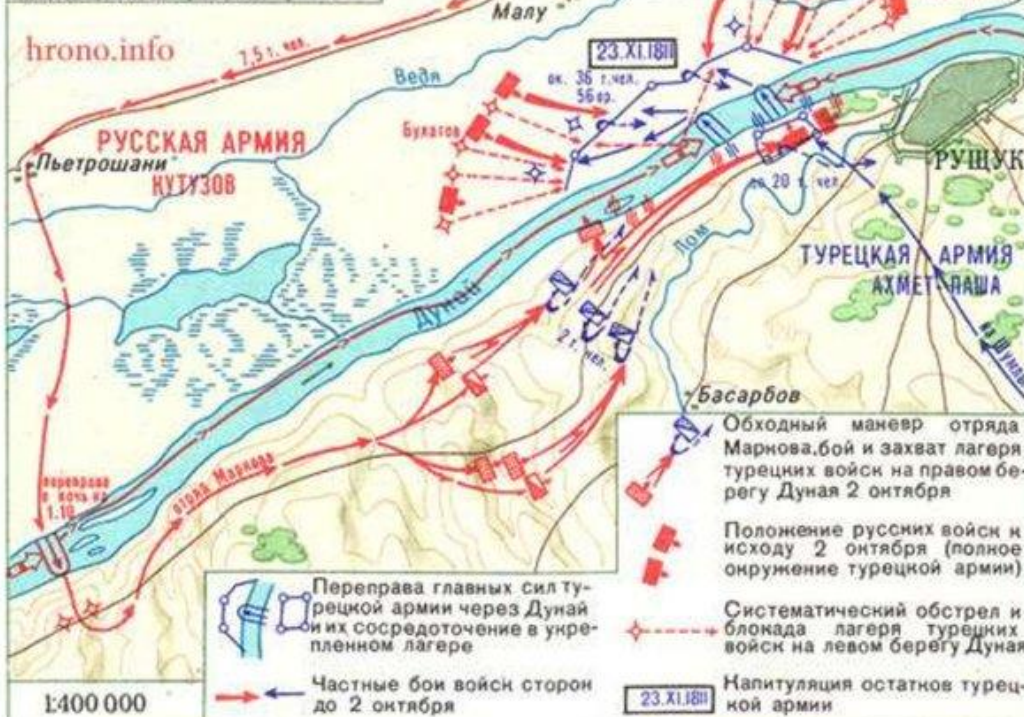 Малу
hrono.info
7,5 т. чел.
23.XI.1811
ок. 36 т. чел.
56 ор.
Ведя
Булатов
РУССКАЯ АРМИЯ
КУТУЗОВ
Пьетрошани
РУЩУК
до 20 т. чел.
Лом
ТУРЕЦКАЯ АРМИЯ
АХМЕТ-ПАША
из Шумлы
Дунай
2 т. чел.
Басарбов
отряд Маркова
переправа
в ночь на
1.10
Обходный маневр отряда
Маркова, бой и захват лагеря
турецких войск на правом бе-
регу Дуная 2 октября
Положение русских войск к
исходу 2 октября (полное
окружение турецкой армии)
Систематический обстрел и
блокада лагеря турецких
войск на левом берегу Дуная
23.XI.1811
Капитуляция остатков турец-
кой армии
Переправа главных сил ту-
рецкой армии через Дунай
и их сосредоточение в укре-
пленном лагере
Частные бои войск сторон
до 2 октября
1:400 000